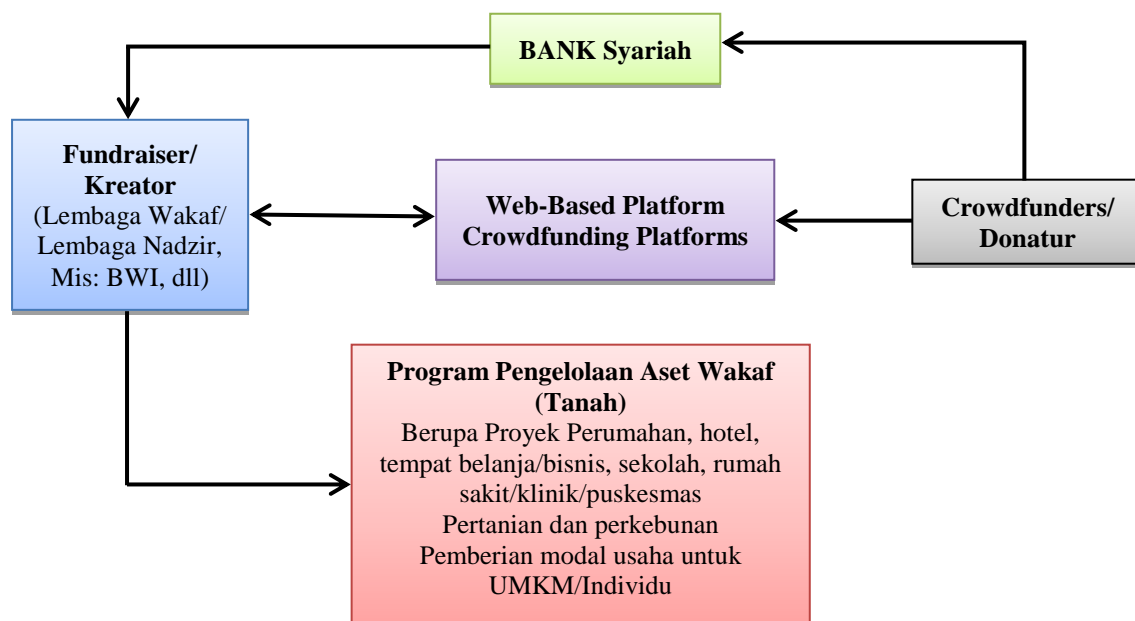 BANK Syariah
Fundraiser/
Kreator
(Lembaga Wakaf/
Lembaga Nadzir,
Mis: BWI, dll)
Web-Based Platform
Crowdfunding Platforms
Crowdfunders/
Donatur
Program Pengelolaan Aset Wakaf
(Tanah)
Berupa Proyek Perumahan, hotel,
tempat belanja/bisnis, sekolah, rumah
sakit/klinik/puskesmas
Pertanian dan perkebunan
Pemberian modal usaha untuk
UMKM/Individu